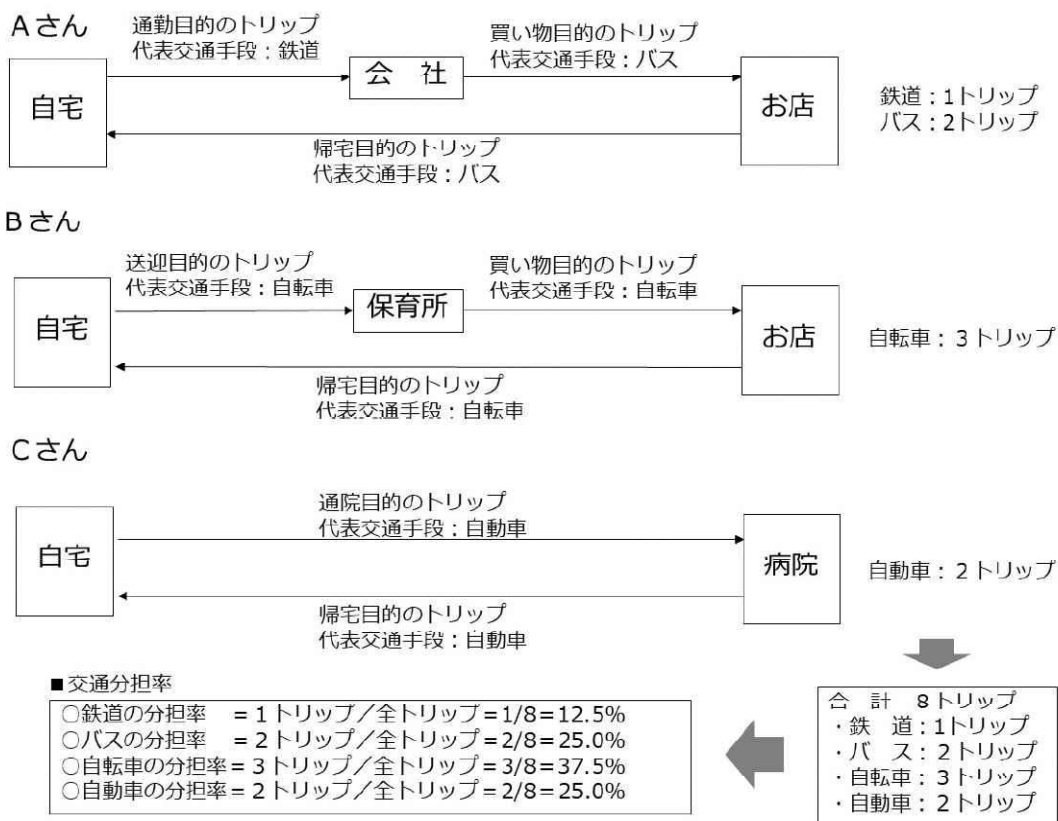 Aさん
通勤目的のトリップ
代表交通手段：鉄道
買い物目的のトリップ
代表交通手段：バス
自宅
会　社
お店
鉄道：1トリップ
バス：2トリップ
帰宅目的のトリップ
代表交通手段：バス
Bさん
送迎目的のトリップ
代表交通手段：自転車
買い物目的のトリップ
代表交通手段：自転車
自宅
保育所
お店
自転車：3トリップ
帰宅目的のトリップ
代表交通手段：自転車
Cさん
通院目的のトリップ
代表交通手段：自動車
自宅
病院
自動車：2トリップ
帰宅目的のトリップ
代表交通手段：自動車
■交通分担率
○鉄道の分担率　＝1トリップ／全トリップ＝1/8＝12.5%
○バスの分担率　＝2トリップ／全トリップ＝2/8＝25.0%
○自転車の分担率＝3トリップ／全トリップ＝3/8＝37.5%
○自動車の分担率＝2トリップ／全トリップ＝2/8＝25.0%
合　計　8トリップ
・鉄　道：1トリップ
・バ　ス：2トリップ
・自転車：3トリップ
・自動車：2トリップ